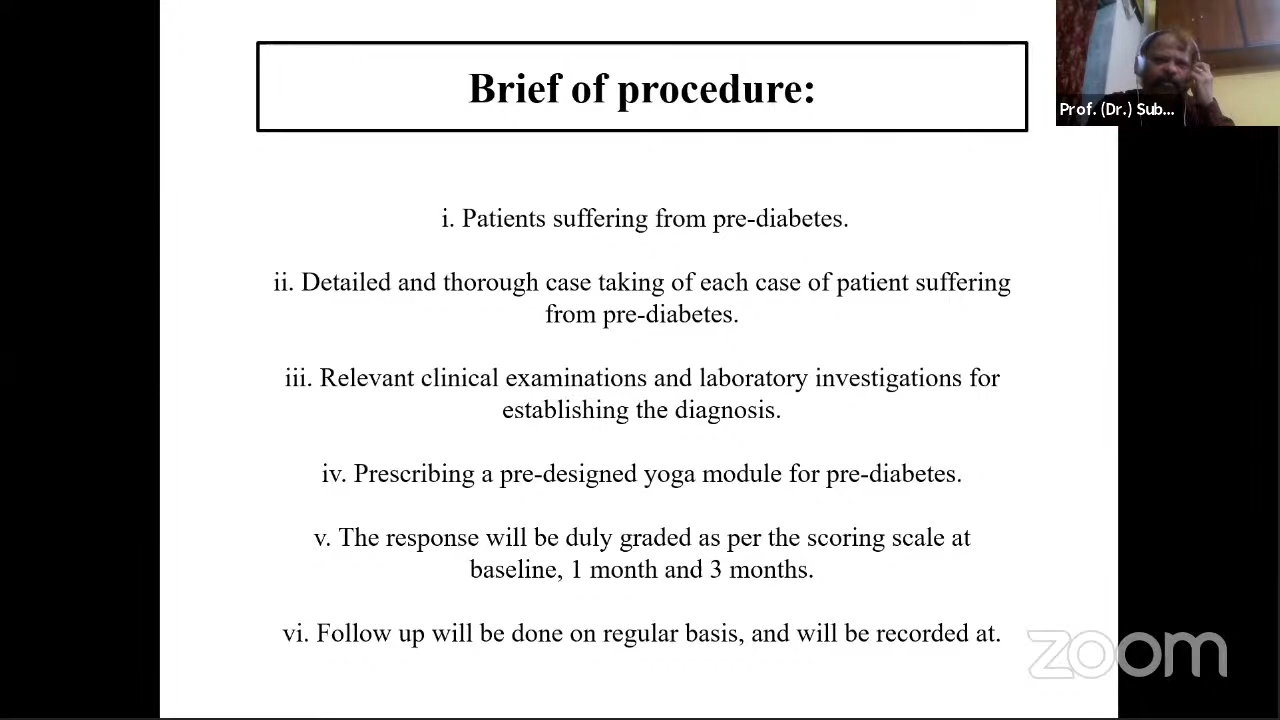 Brief of procedure:
Prof. (Dr.) Sub...
i. Patients suffering from pre-diabetes.
ii. Detailed and thorough case taking of each case of patient suffering
from pre-diabetes.
iii. Relevant clinical examinations and laboratory investigations for
establishing the diagnosis.
iv. Prescribing a pre-designed yoga module for pre-diabetes.
v. The response will be duly graded as per the scoring scale at
baseline, 1 month and 3 months.
vi. Follow up will be done on regular basis, and will be recorded at.
zoom